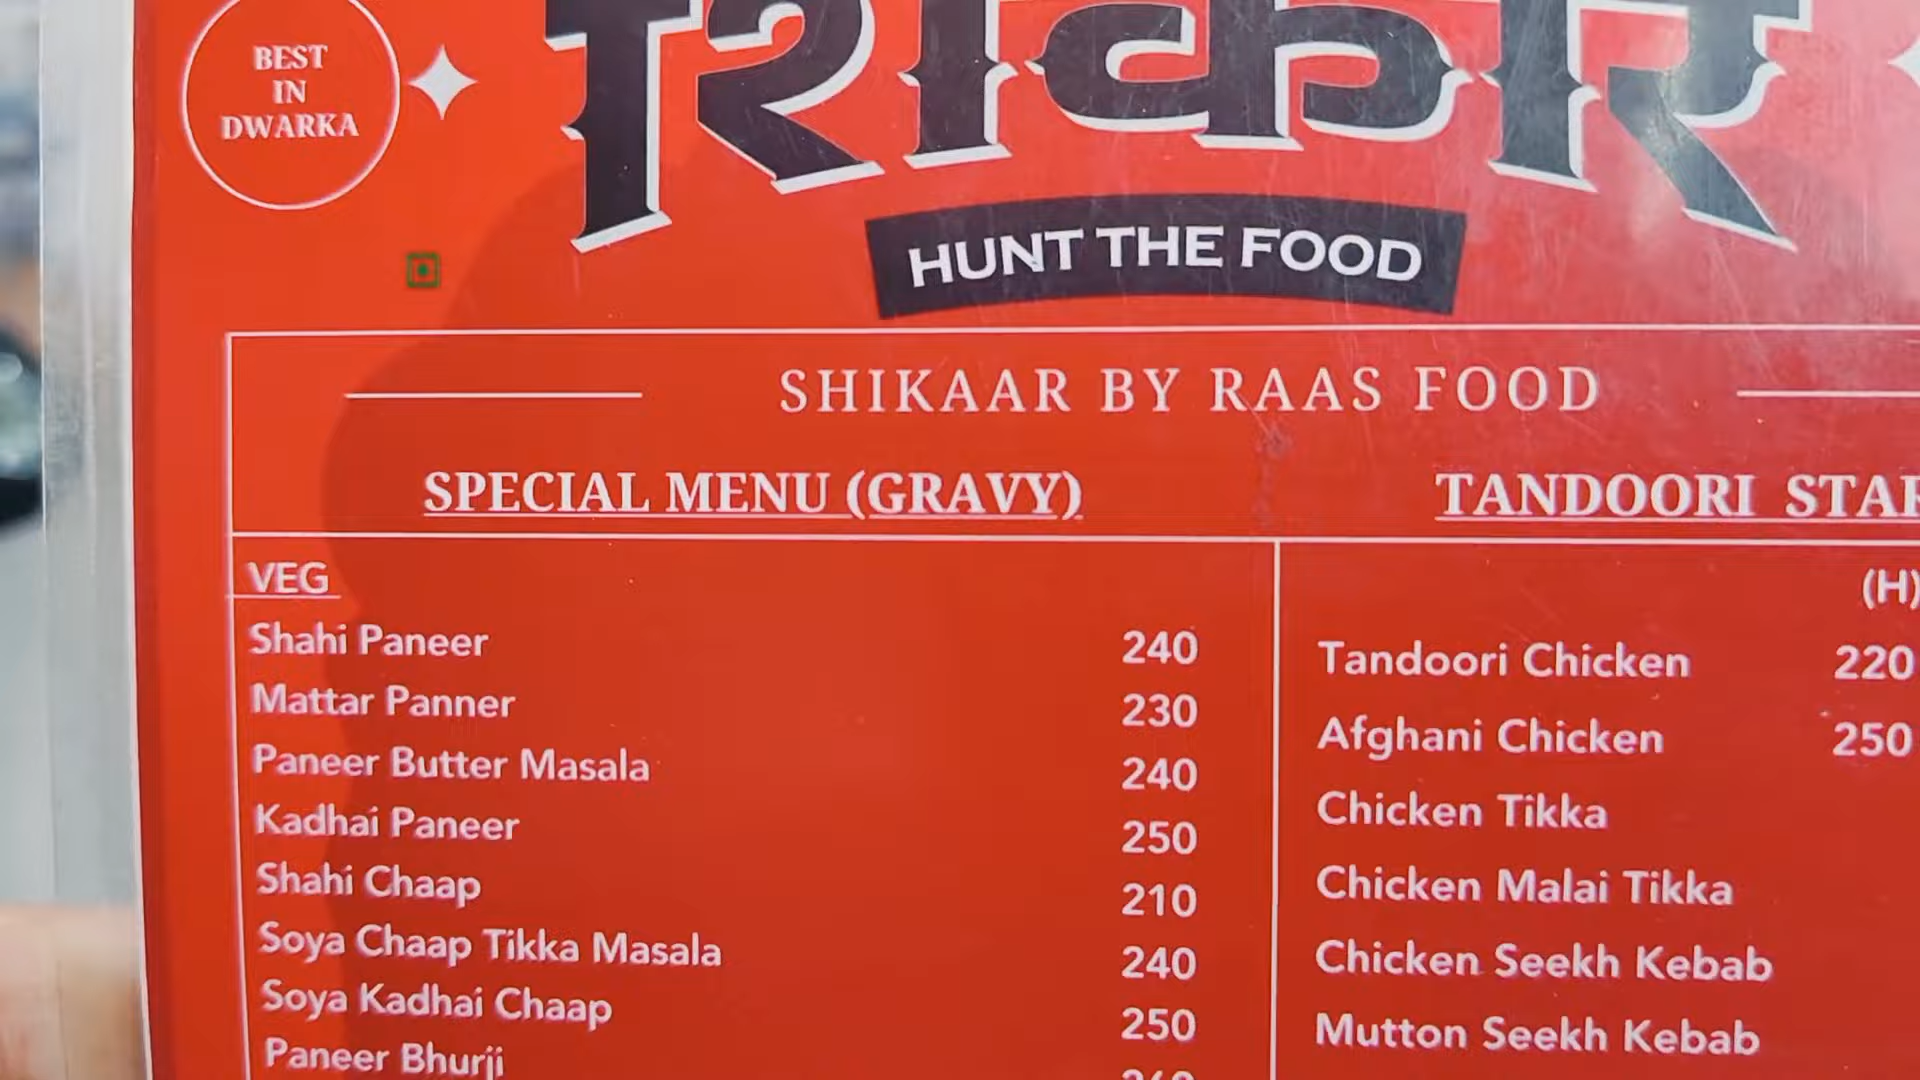 BEST
IN
DWARKA
शिकार
HUNT THE FOOD
SHIKAAR BY RAAS FOOD
SPECIAL MENU (GRAVY)
VEG
Shahi Paneer 240
Mattar Panner 230
Paneer Butter Masala 240
Kadhai Paneer 250
Shahi Chaap 210
Soya Chaap Tikka Masala 240
Soya Kadhai Chaap 250
Paneer Bhurji
TANDOORI
(H)
Tandoori Chicken 220
Afghani Chicken 250
Chicken Tikka
Chicken Malai Tikka
Chicken Seekh Kebab
Mutton Seekh Kebab